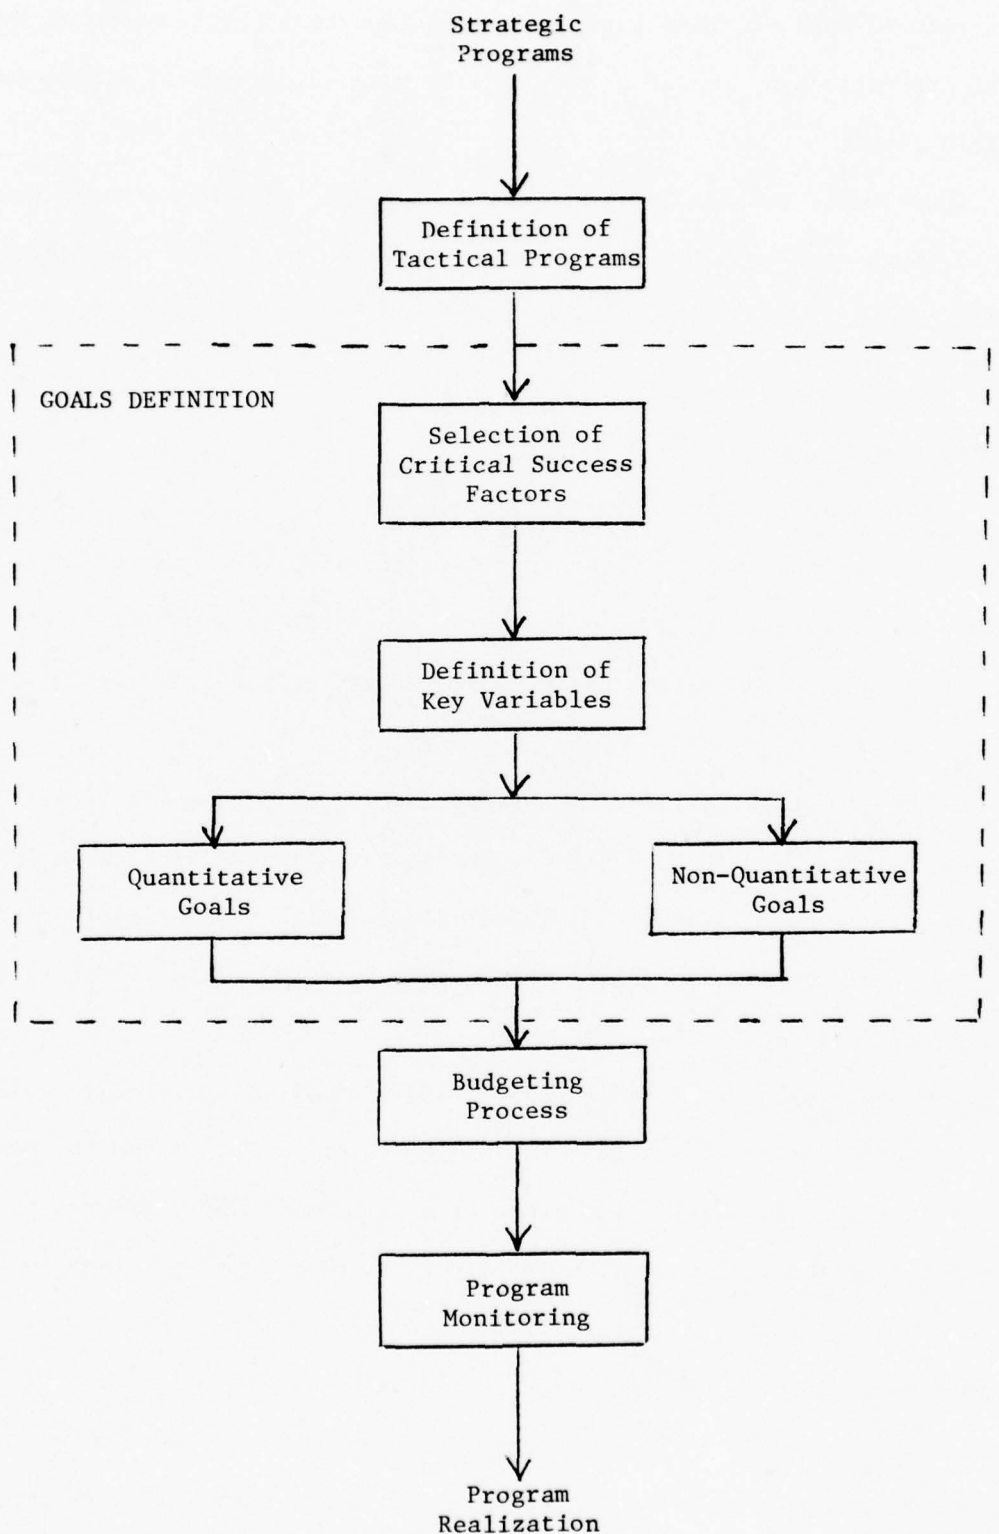 Strategic
Programs
Definition of
Tactical Programs
GOALS DEFINITION
Selection of
Critical Success
Factors
Definition of
Key Variables
Quantitative
Goals
Non-Quantitative
Goals
Budgeting
Process
Program
Monitoring
Program
Realization